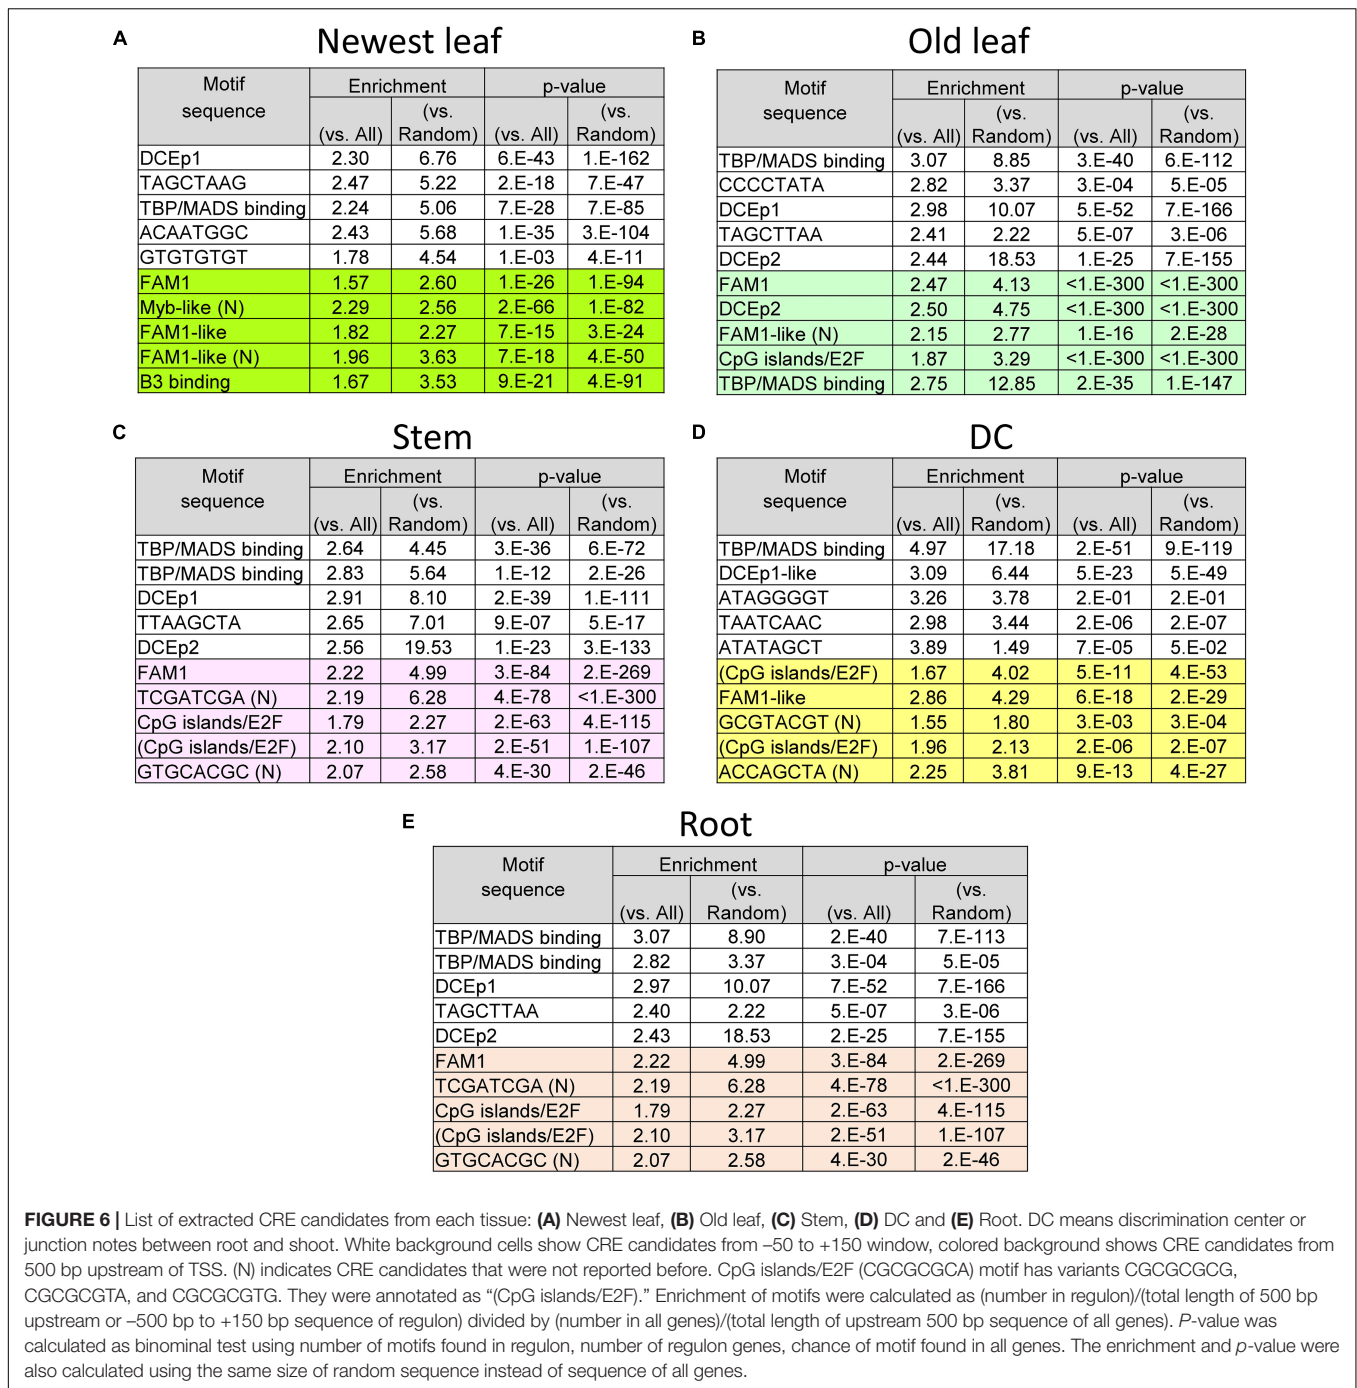 A Newest leaf
Motif sequence Enrichment p-value
(vs. All) (vs. Random) (vs. All) (vs. Random)
DCEp1 2.30 6.76 6.E-43 1.E-162
TAGCTAAG 2.47 5.22 2.E-18 7.E-47
TBP/MADS binding 2.24 5.06 7.E-28 7.E-85
ACAATGGC 2.43 5.68 1.E-35 3.E-104
GTGTGTGT 1.78 4.54 1.E-03 4.E-11
FAM1 1.57 2.60 1.E-26 1.E-94
Myb-like (N) 2.29 2.56 2.E-66 1.E-82
FAM1-like 1.82 2.27 7.E-15 3.E-24
FAM1-like (N) 1.96 3.63 7.E-18 4.E-50
B3 binding 1.67 3.53 9.E-21 4.E-91
B Old leaf
Motif sequence Enrichment p-value
(vs. All) (vs. Random) (vs. All) (vs. Random)
TBP/MADS binding 3.07 8.85 3.E-40 6.E-112
CCCCTATA 2.82 3.37 3.E-04 5.E-05
DCEp1 2.98 10.07 5.E-52 7.E-166
TAGCTTAA 2.41 2.22 5.E-07 3.E-06
DCEp2 2.44 18.53 1.E-25 7.E-155
FAM1 2.47 4.13 <1.E-300 <1.E-300
DCEp2 2.50 4.75 <1.E-300 <1.E-300
FAM1-like (N) 2.15 2.77 1.E-16 2.E-28
CpG islands/E2F 1.87 3.29 <1.E-300 <1.E-300
TBP/MADS binding 2.75 12.85 2.E-35 1.E-147
C Stem
Motif sequence Enrichment p-value
(vs. All) (vs. Random) (vs. All) (vs. Random)
TBP/MADS binding 2.64 4.45 3.E-36 6.E-72
TBP/MADS binding 2.83 5.64 1.E-12 2.E-26
DCEp1 2.91 8.10 2.E-39 1.E-111
TTAAGCTA 2.65 7.01 9.E-07 5.E-17
DCEp2 2.56 19.53 1.E-23 3.E-133
FAM1 2.22 4.99 3.E-84 2.E-269
TCGATCGA (N) 2.19 6.28 4.E-78 <1.E-300
CpG islands/E2F 1.79 2.27 2.E-63 4.E-115
(CpG islands/E2F) 2.10 3.17 2.E-51 1.E-107
GTGCACGC (N) 2.07 2.58 4.E-30 2.E-46
D DC
Motif sequence Enrichment p-value
(vs. All) (vs. Random) (vs. All) (vs. Random)
TBP/MADS binding 4.97 17.18 2.E-51 9.E-119
DCEp1-like 3.09 6.44 5.E-23 5.E-49
ATAGGGGT 3.26 3.78 2.E-01 2.E-01
TAATCAAC 2.98 3.44 2.E-06 2.E-07
ATATAGCT 3.89 1.49 7.E-05 5.E-02
(CpG islands/E2F) 1.67 4.02 5.E-11 4.E-53
FAM1-like 2.86 4.29 6.E-18 2.E-29
GCGTACGT (N) 1.55 1.80 3.E-03 3.E-04
(CpG islands/E2F) 1.96 2.13 2.E-06 2.E-07
ACCAGCTA (N) 2.25 3.81 9.E-13 4.E-27
E Root
Motif sequence Enrichment p-value
(vs. All) (vs. Random) (vs. All) (vs. Random)
TBP/MADS binding 3.07 8.90 2.E-40 7.E-113
TBP/MADS binding 2.82 3.37 3.E-04 5.E-05
DCEp1 2.97 10.07 7.E-52 7.E-166
TAGCTTAA 2.40 2.22 5.E-07 3.E-06
DCEp2 2.43 18.53 2.E-25 7.E-155
FAM1 2.22 4.99 3.E-84 2.E-269
TCGATCGA (N) 2.19 6.28 4.E-78 <1.E-300
CpG islands/E2F 1.79 2.27 2.E-63 4.E-115
(CpG islands/E2F) 2.10 3.17 2.E-51 1.E-107
GTGCACGC (N) 2.07 2.58 4.E-30 2.E-46
FIGURE 6 | List of extracted CRE candidates from each tissue: (A) Newest leaf, (B) Old leaf, (C) Stem, (D) DC and (E) Root. DC means discrimination center or
junction notes between root and shoot. White background cells show CRE candidates from –50 to +150 window, colored background shows CRE candidates from
500 bp upstream of TSS. (N) indicates CRE candidates that were not reported before. CpG islands/E2F (CGCGCGCA) motif has variants CGCGCGCG,
CGCGCGTA, and CGCGCGTG. They were annotated as “(CpG islands/E2F).” Enrichment of motifs were calculated as (number in regulon)/(total length of 500 bp
upstream or –500 bp to +150 bp sequence of regulon) divided by (number in all genes)/(total length of upstream 500 bp sequence of all genes). P-value was
calculated as binominal test using number of motifs found in regulon, number of regulon genes, chance of motif found in all genes. The enrichment and p-value were
also calculated using the same size of random sequence instead of sequence of all genes.